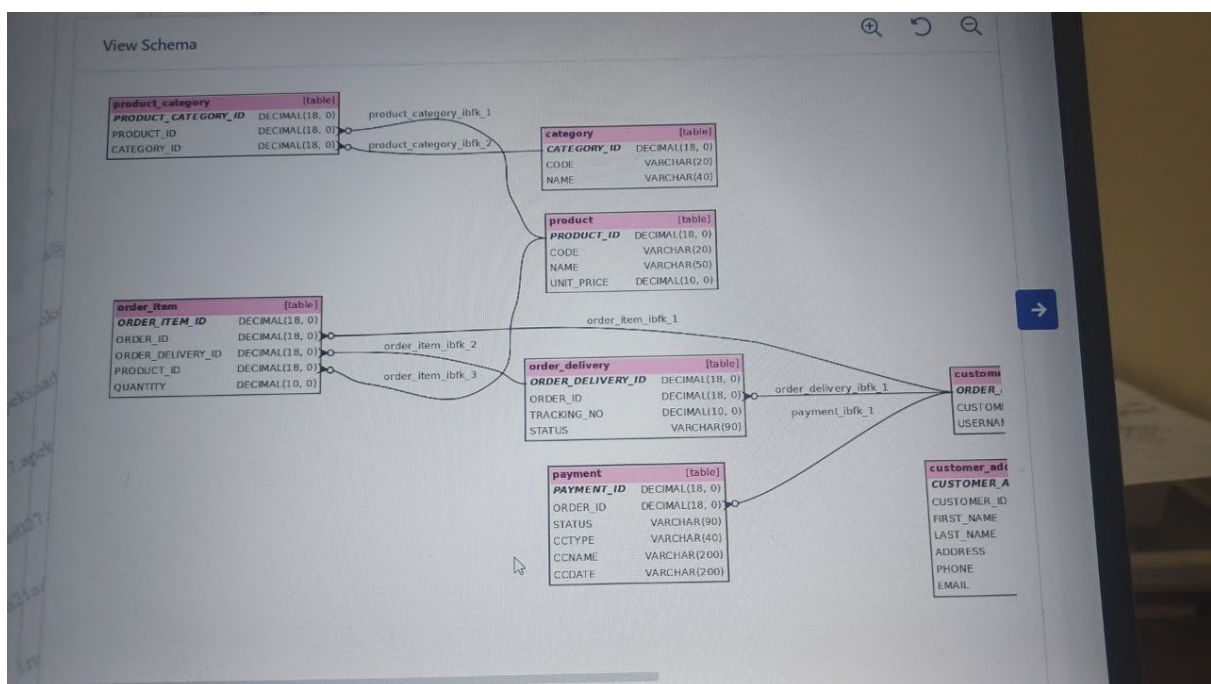 View Schema
product_category [table]
PRODUCT_CATEGORY_ID DECIMAL(18, 0)
PRODUCT_ID DECIMAL(18, 0)
CATEGORY_ID DECIMAL(18, 0)
product_category_ibfk_1
product_category_ibfk_2
category [table]
CATEGORY_ID DECIMAL(18, 0)
CODE VARCHAR(20)
NAME VARCHAR(40)
product [table]
PRODUCT_ID DECIMAL(18, 0)
CODE VARCHAR(20)
NAME VARCHAR(50)
UNIT_PRICE DECIMAL(10, 0)
order_item [table]
ORDER_ITEM_ID DECIMAL(18, 0)
ORDER_ID DECIMAL(18, 0)
ORDER_DELIVERY_ID DECIMAL(18, 0)
PRODUCT_ID DECIMAL(18, 0)
QUANTITY DECIMAL(10, 0)
order_item_ibfk_1
order_item_ibfk_2
order_item_ibfk_3
order_delivery [table]
ORDER_DELIVERY_ID DECIMAL(18, 0)
ORDER_ID DECIMAL(18, 0)
TRACKING_NO DECIMAL(10, 0)
STATUS VARCHAR(90)
order_delivery_ibfk_1
payment_ibfk_1
custome
ORDER_
CUSTOME
USERNAM
payment [table]
PAYMENT_ID DECIMAL(18, 0)
ORDER_ID DECIMAL(18, 0)
STATUS VARCHAR(90)
CCTYPE VARCHAR(40)
CCNAME VARCHAR(200)
CCDATE VARCHAR(200)
customer_add
CUSTOMER_A
CUSTOMER_ID
FIRST_NAME
LAST_NAME
ADDRESS
PHONE
EMAIL